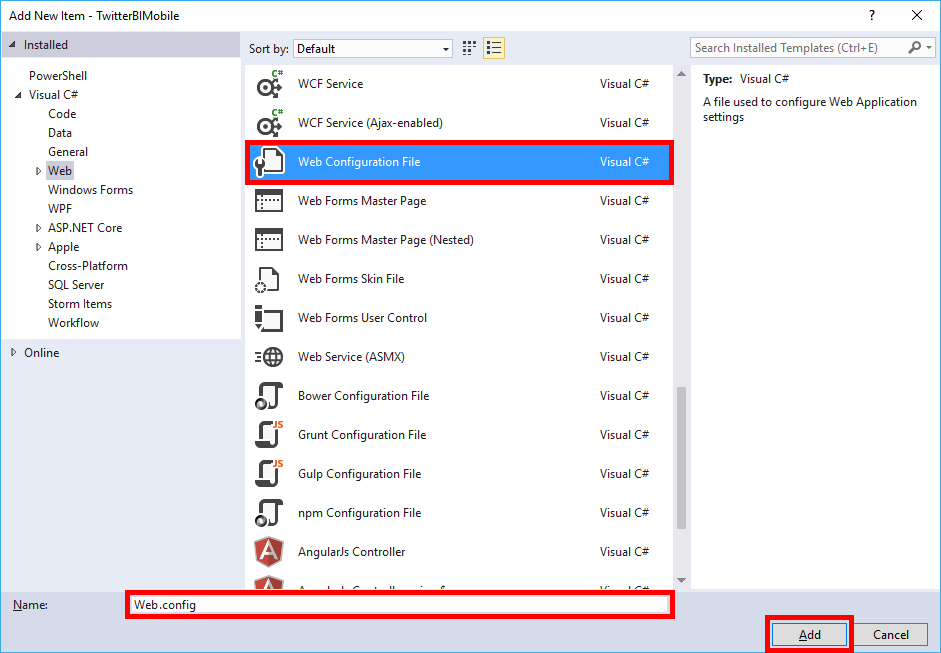 Add New Item - TwitterBIMobile
?
Installed
PowerShell
Visual C#
Code
Data
General
Web
Windows Forms
WPF
ASP.NET Core
Apple
Cross-Platform
SQL Server
Storm Items
Workflow
Online
Sort by: Default
C# WCF Service Visual C#
C# WCF Service (Ajax-enabled) Visual C#
Web Configuration File Visual C#
Web Forms Master Page Visual C#
Web Forms Master Page (Nested) Visual C#
Web Forms Skin File Visual C#
Web Forms User Control Visual C#
Web Service (ASMX) Visual C#
Bower Configuration File Visual C#
JS Grunt Configuration File Visual C#
JS Gulp Configuration File Visual C#
npm Configuration File Visual C#
A AngularJs Controller Visual C#
Search Installed Templates (Ctrl+E)
Type: Visual C#
A file used to configure Web Application
settings
Name: Web.config
Add Cancel